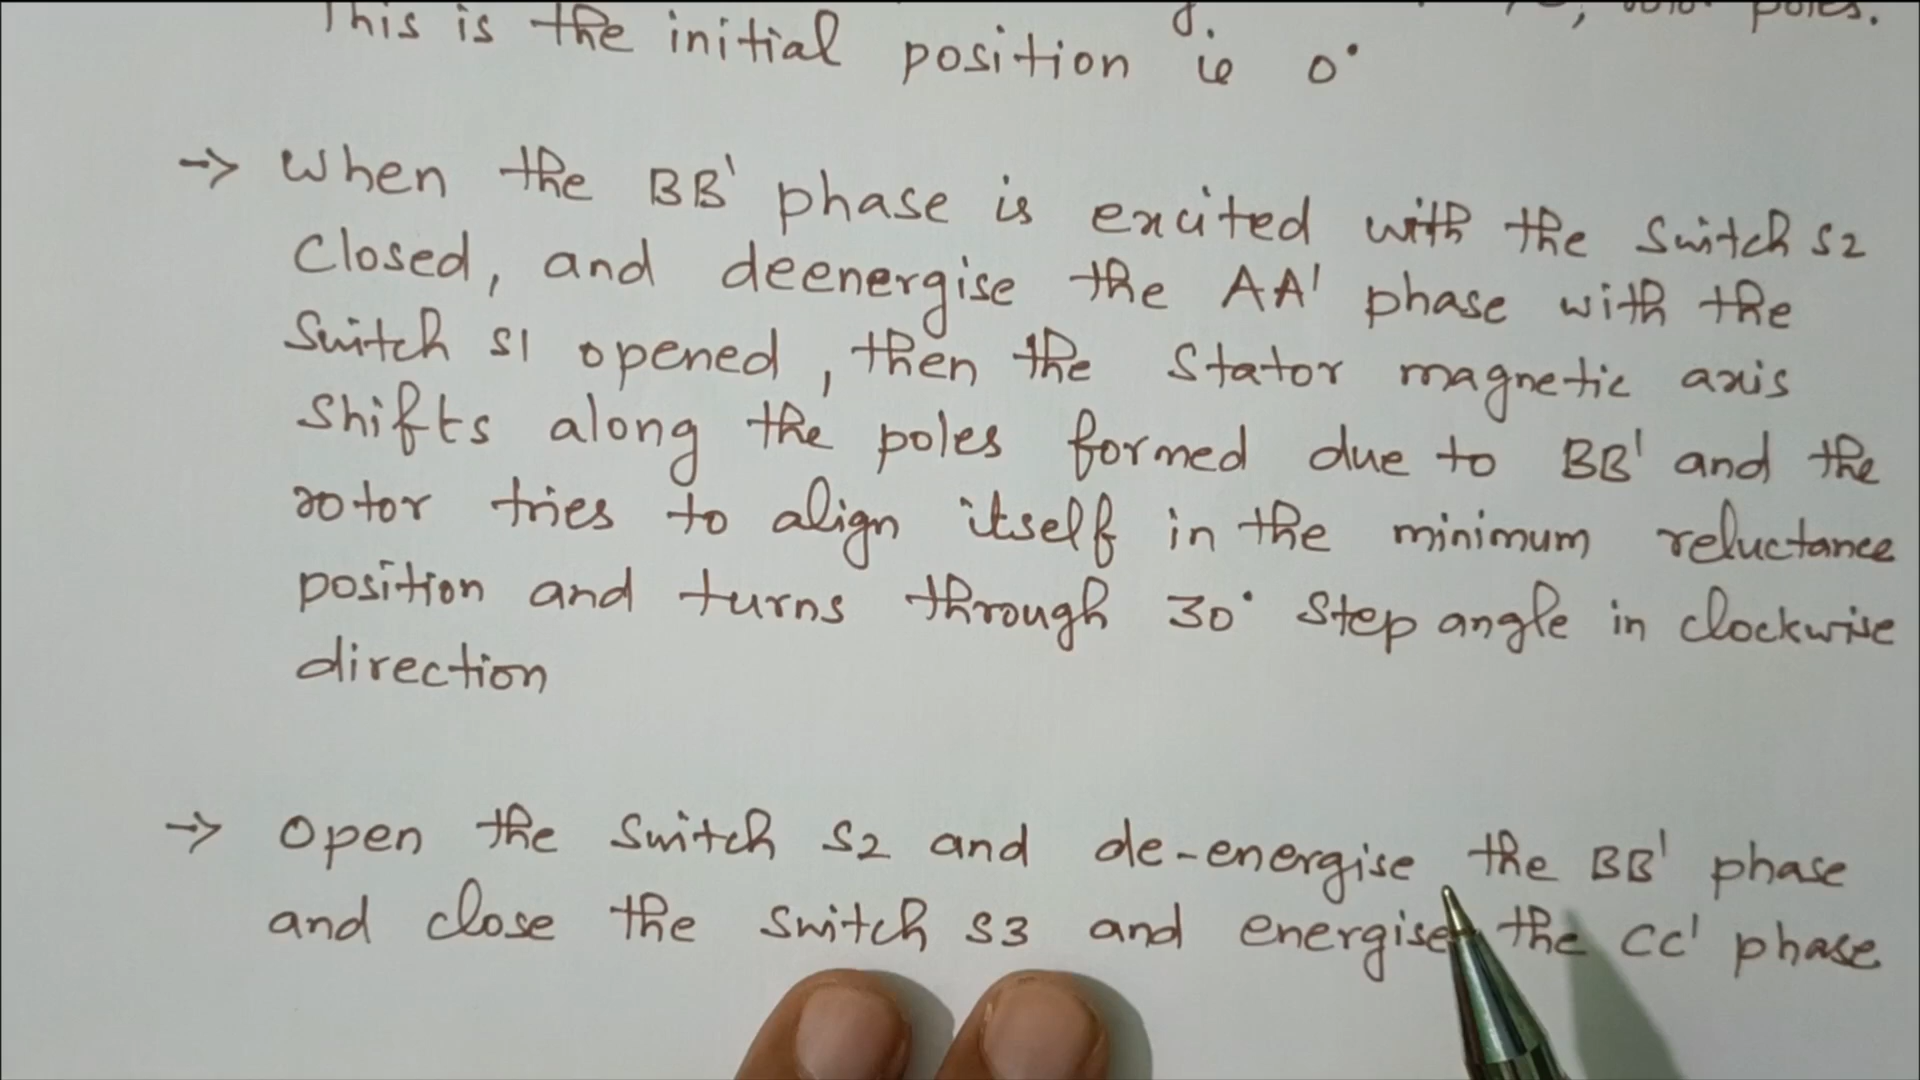 This is the initial position ie 0° poles.
→ When the BB' phase is excited with the Switch S2
Closed, and deenergise the AA' phase with the
Switch S1 opened, then the Stator magnetic axis
Shifts along the poles formed due to BB' and the
rotor tries to align itself in the minimum reluctance
position and turns through 30° Step angle in clockwise
direction
→ Open the Switch S2 and de-energise the BB' phase
and close the Switch S3 and energise the CC' phase